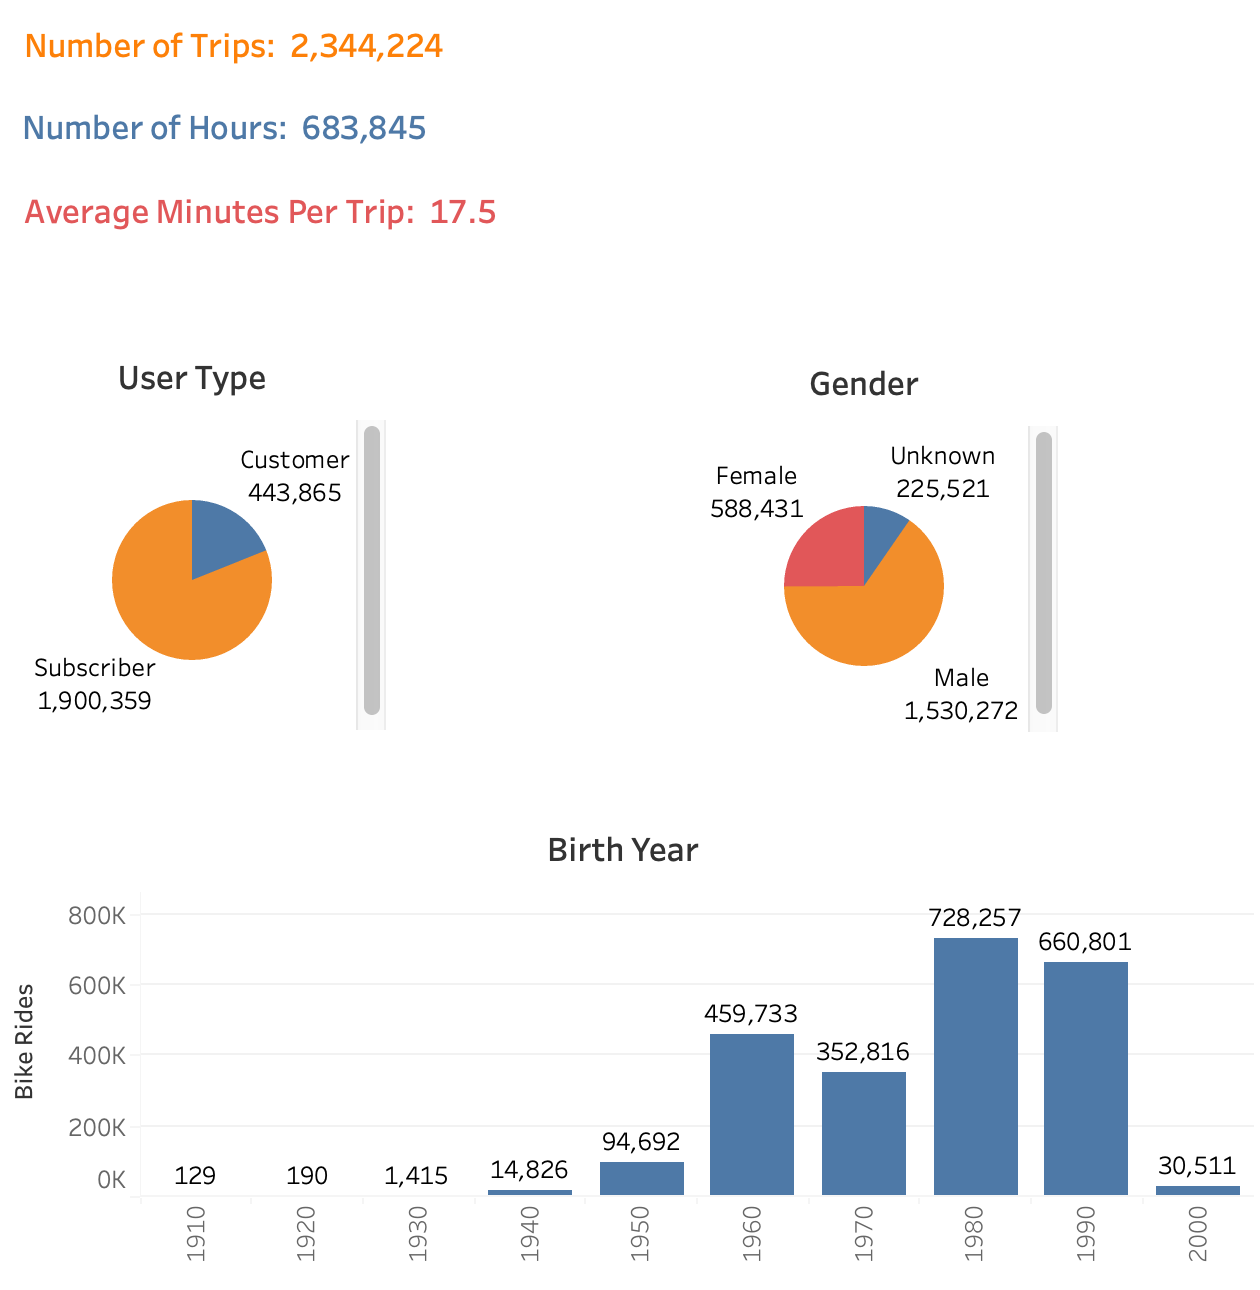 Number of Trips: 2,344,224
Number of Hours: 683,845
Average Minutes Per Trip: 17.5
User Type
Customer
443,865
Subscriber
1,900,359
Gender
Unknown
225,521
Female
588,431
Male
1,530,272
Birth Year
Bike Rides
800K
600K
400K
200K
0K
129
190
1,415
14,826
94,692
459,733
352,816
728,257
660,801
30,511
1910
1920
1930
1940
1950
1960
1970
1980
1990
2000